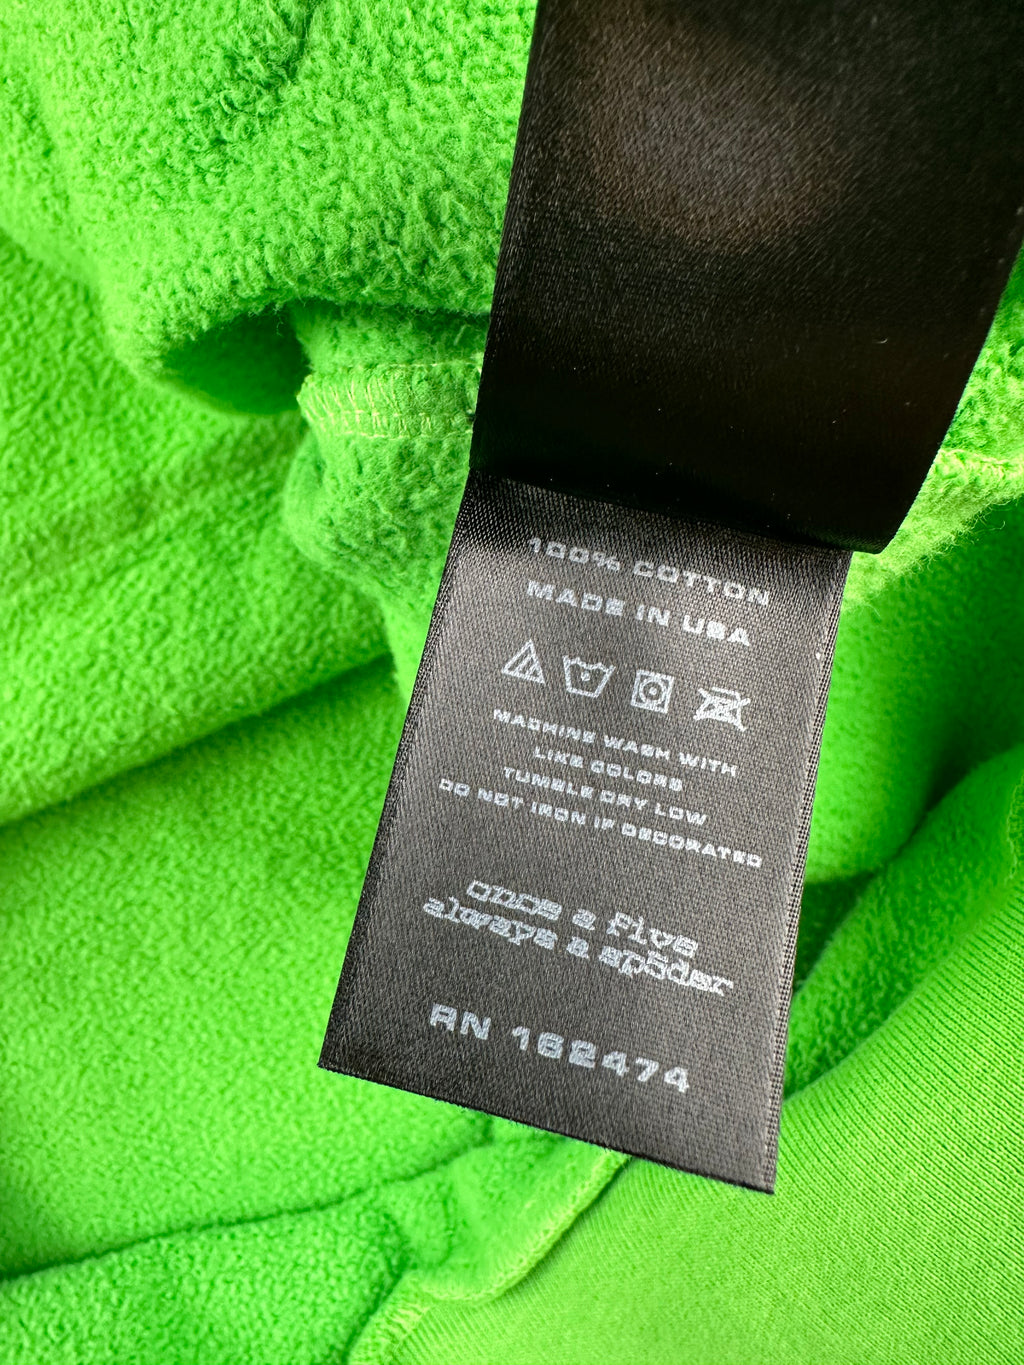 100% COTTON
MADE IN USA
MACHINE WASH WITH
LIKE COLORS
TUMBLE DRY LOW
DO NOT IRON IF DECORATED
once a five
always a sp5der
RN 162474